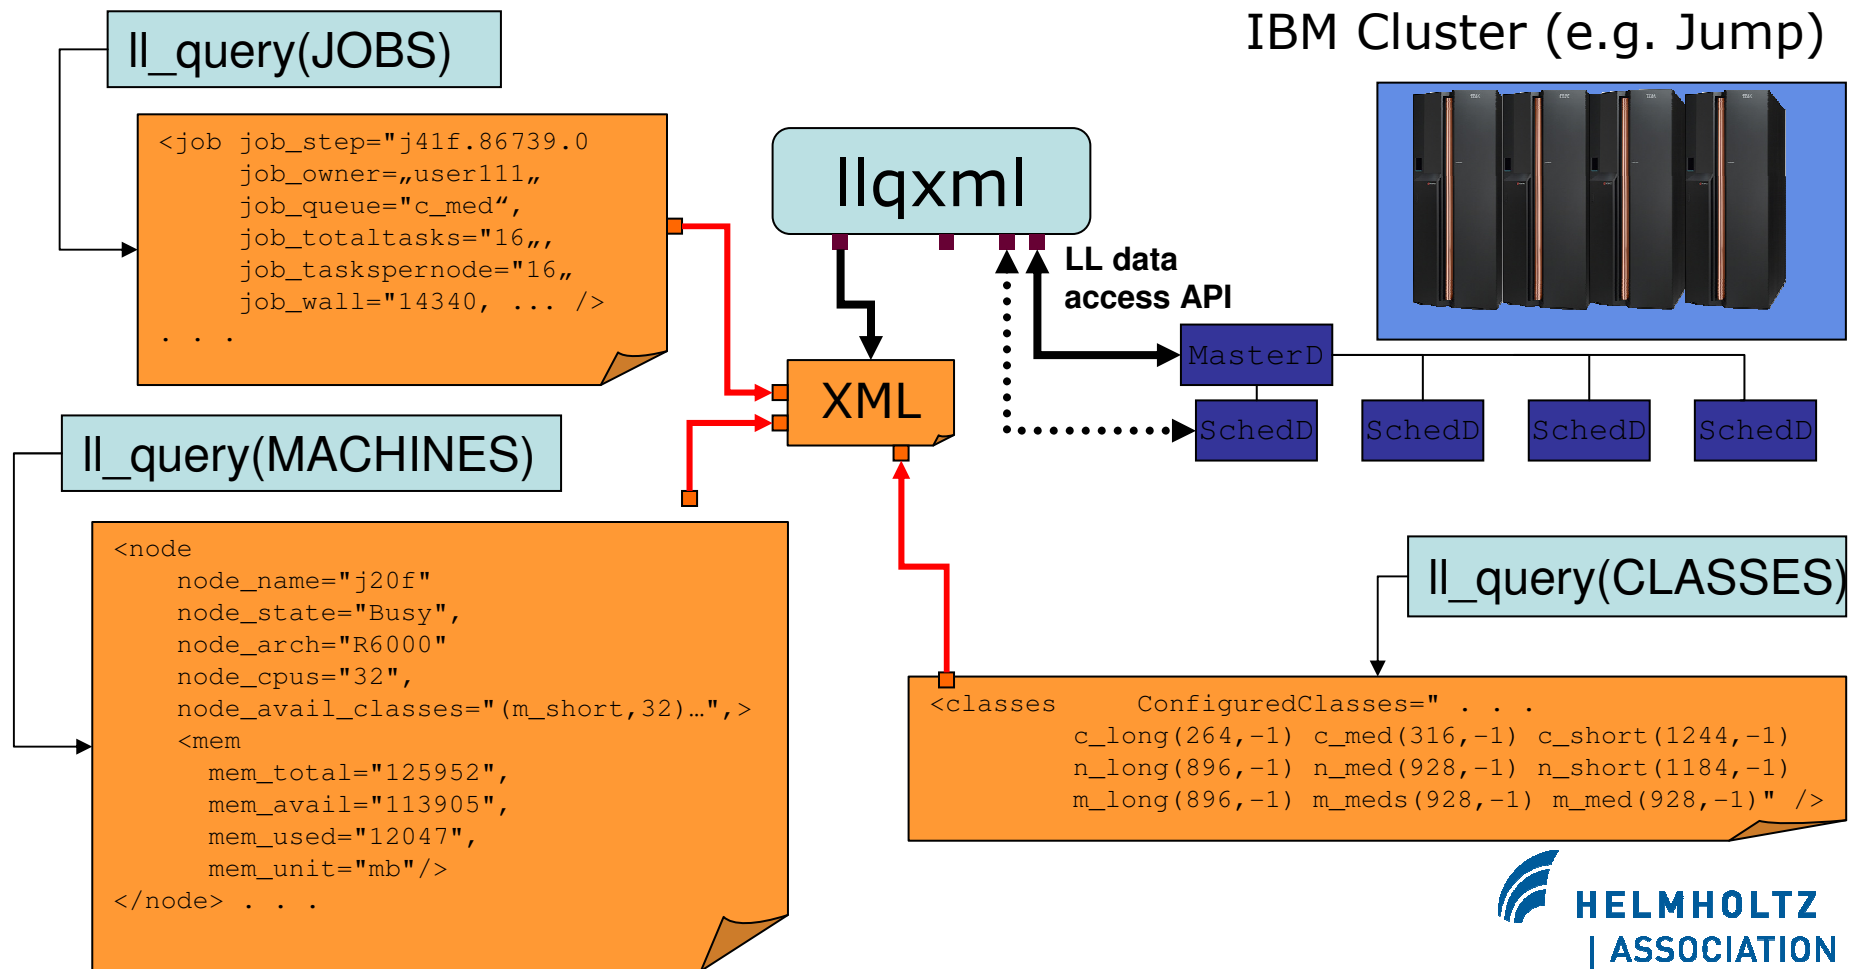 IBM Cluster (e.g. Jump)
ll_query(JOBS)
<job job_step="j41f.86739.0
job_owner=„user111„
job_queue="c_med“,
job_totaltasks="16„,
job_taskspernode="16„
job_wall="14340, ... />
. . .
llqxml
LL data
access API
MasterD
SchedD
SchedD
SchedD
SchedD
XML
ll_query(MACHINES)
<node
node_name="j20f"
node_state="Busy",
node_arch="R6000"
node_cpus="32",
node_avail_classes="(m_short,32)…",>
<mem
mem_total="125952",
mem_avail="113905",
mem_used="12047",
mem_unit="mb"/>
</node> . . .
ll_query(CLASSES)
<classes ConfiguredClasses=" . . .
c_long(264,-1) c_med(316,-1) c_short(1244,-1)
n_long(896,-1) n_med(928,-1) n_short(1184,-1)
m_long(896,-1) m_meds(928,-1) m_med(928,-1)" />
HELMHOLTZ
| ASSOCIATION